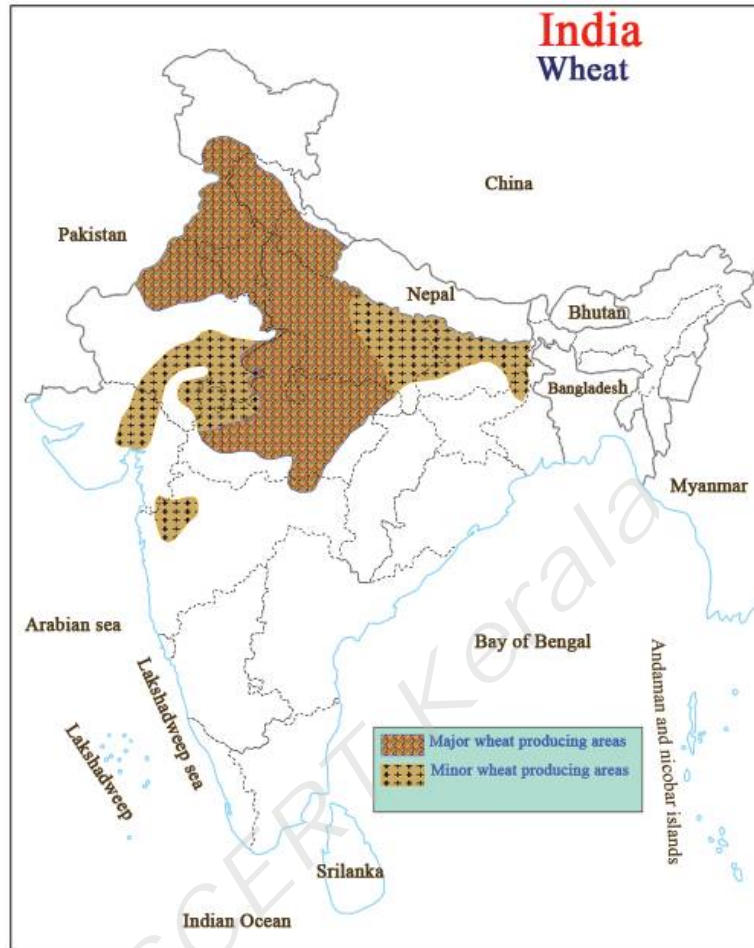 India
Wheat
China
Pakistan
Nepal
Bhutan
Bangladesh
Myanmar
Arabian sea
Bay of Bengal
Lakshadweep sea
Lakshadweep
Andaman and nicobar islands
Major wheat producing areas
Minor wheat producing areas
Srilanka
Indian Ocean
SCERT Kerala